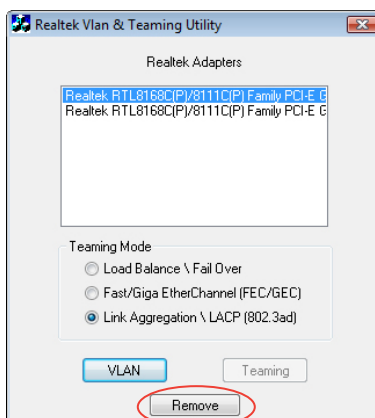 Realtek Vlan & Teaming Utility
Realtek Adapters
Realtek RTL8168C(P)/8111C(P) Family PCI-E G
Realtek RTL8168C(P)/8111C(P) Family PCI-E G
Teaming Mode
Load Balance \ Fail Over
Fast/Giga EtherChannel (FEC/GEC)
Link Aggregation \ LACP (802.3ad)
VLAN Teaming
Remove